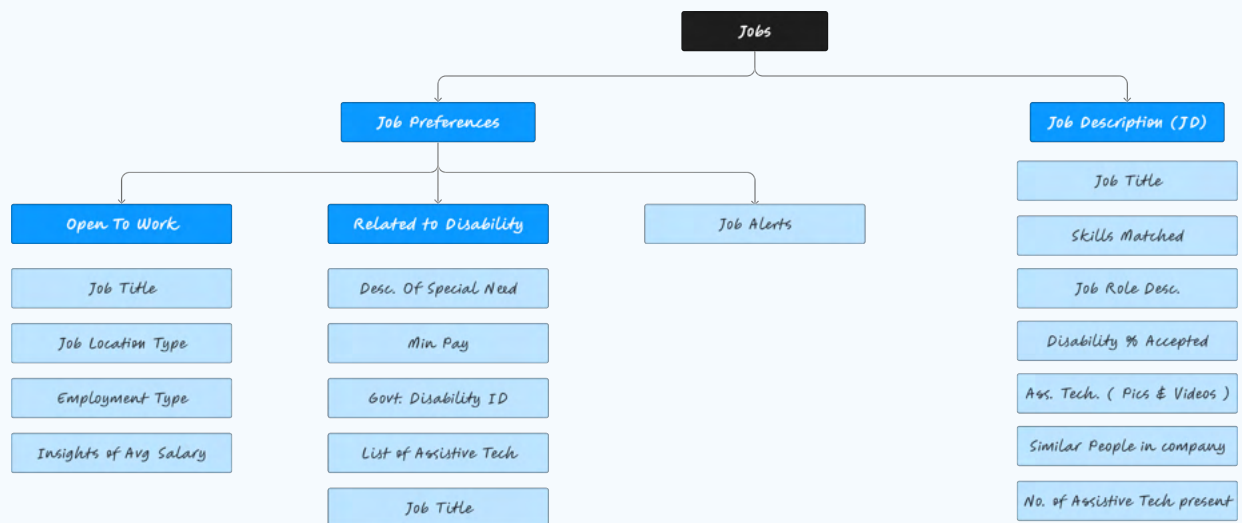 Jobs
Job Preferences
Job Description (JD)
Open To Work
Related to Disability
Job Alerts
Job Title
Job Location Type
Employment Type
Insights of Avg Salary
Desc. Of Special Need
Min Pay
Govt. Disability ID
List of Assistive Tech
Job Title
Job Title
Skills Matched
Job Role Desc.
Disability % Accepted
Ass. Tech. ( Pics & Videos )
Similar People in company
No. of Assistive Tech present